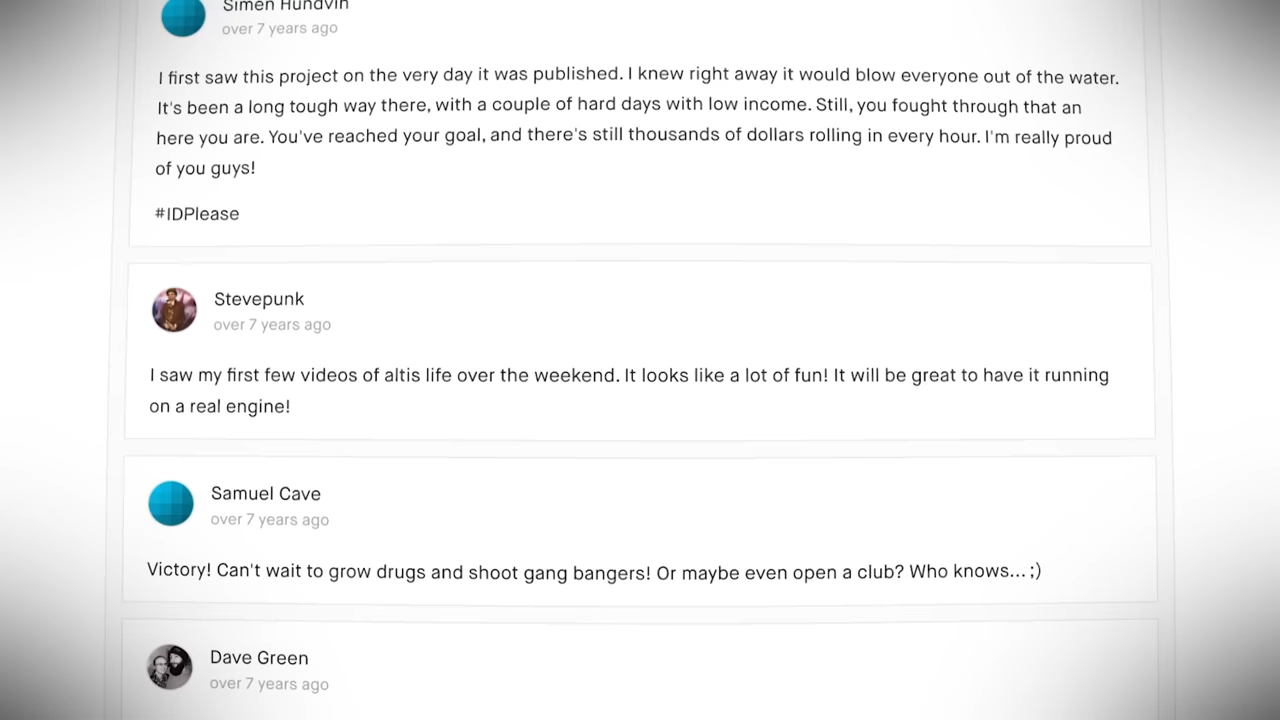 Simen Hundvin
over 7 years ago
I first saw this project on the very day it was published. I knew right away it would blow everyone out of the water.
It's been a long tough way there, with a couple of hard days with low income. Still, you fought through that an
here you are. You've reached your goal, and there's still thousands of dollars rolling in every hour. I'm really proud
of you guys!
#IDPlease
Stevepunk
over 7 years ago
I saw my first few videos of altis life over the weekend. It looks like a lot of fun! It will be great to have it running
on a real engine!
Samuel Cave
over 7 years ago
Victory! Can't wait to grow drugs and shoot gang bangers! Or maybe even open a club? Who knows... ;)
Dave Green
over 7 years ago